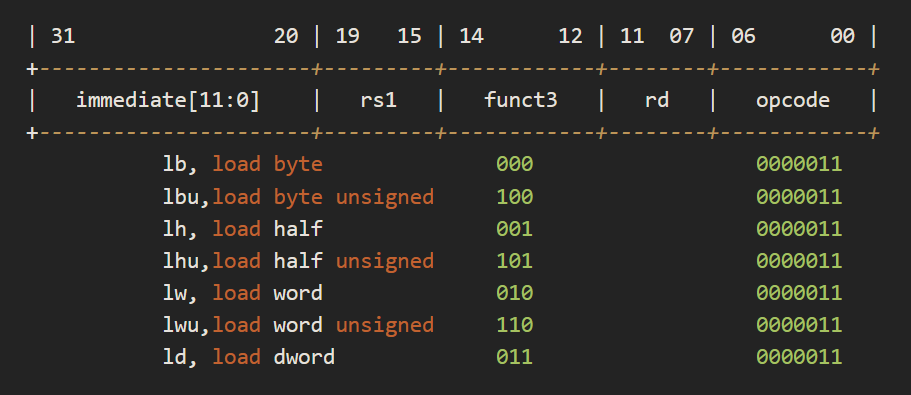 | 31                 20 | 19   15 | 14      12 | 11  07 | 06      00 |
+----------------------+---------+------------+--------+------------+
|   immediate[11:0]    |   rs1   |   funct3   |   rd   |   opcode   |
+----------------------+---------+------------+--------+------------+
           lb, load byte              000                  0000011
           lbu,load byte unsigned     100                  0000011
           lh, load half              001                  0000011
           lhu,load half unsigned     101                  0000011
           lw, load word              010                  0000011
           lwu,load word unsigned     110                  0000011
           ld, load dword             011                  0000011